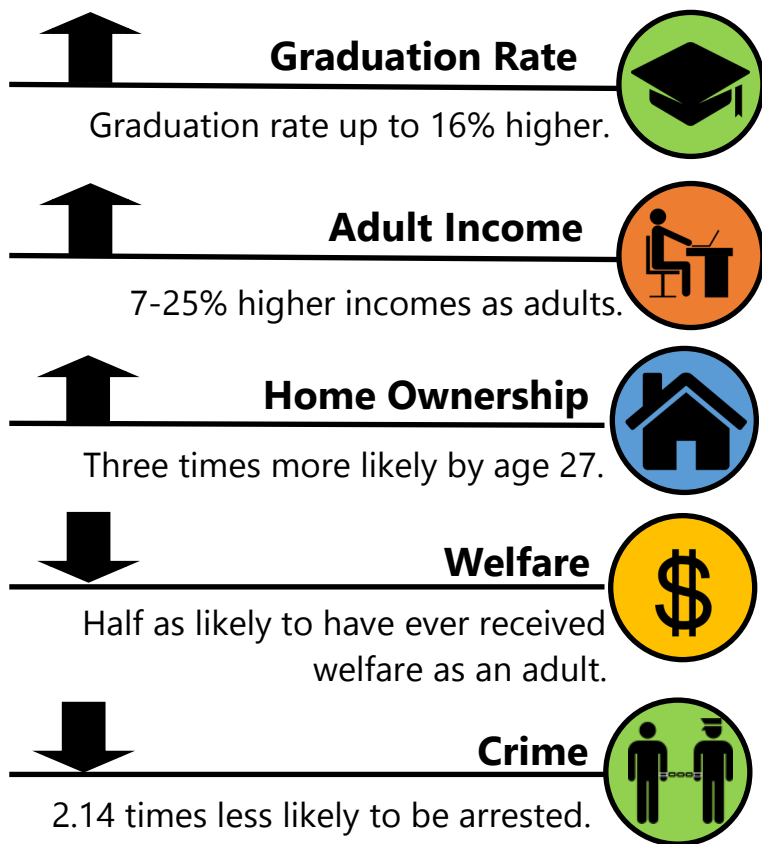 Graduation Rate
Graduation rate up to 16% higher.
Adult Income
7-25% higher incomes as adults.
Home Ownership
Three times more likely by age 27.
Welfare
$
Half as likely to have ever received
welfare as an adult.
Crime
2.14 times less likely to be arrested.